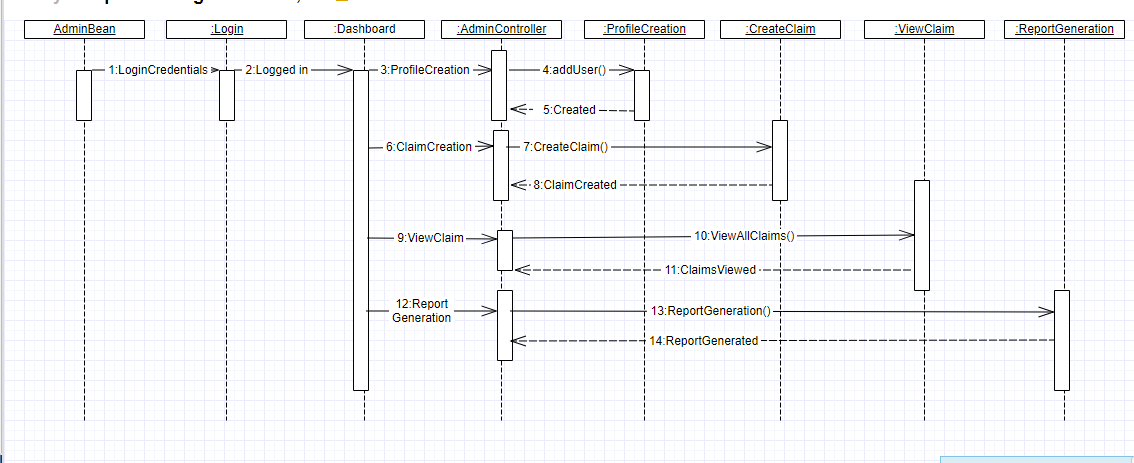 AdminBean
:Login
:Dashboard
:AdminController
:ProfileCreation
:CreateClaim
:ViewClaim
:ReportGeneration
1:LoginCredentials
2:Logged in
3:ProfileCreation
4:addUser()
5:Created
6:ClaimCreation
7:CreateClaim()
8:ClaimCreated
9:ViewClaim
10:ViewAllClaims()
11:ClaimsViewed
12:Report
Generation
13:ReportGeneration()
14:ReportGenerated